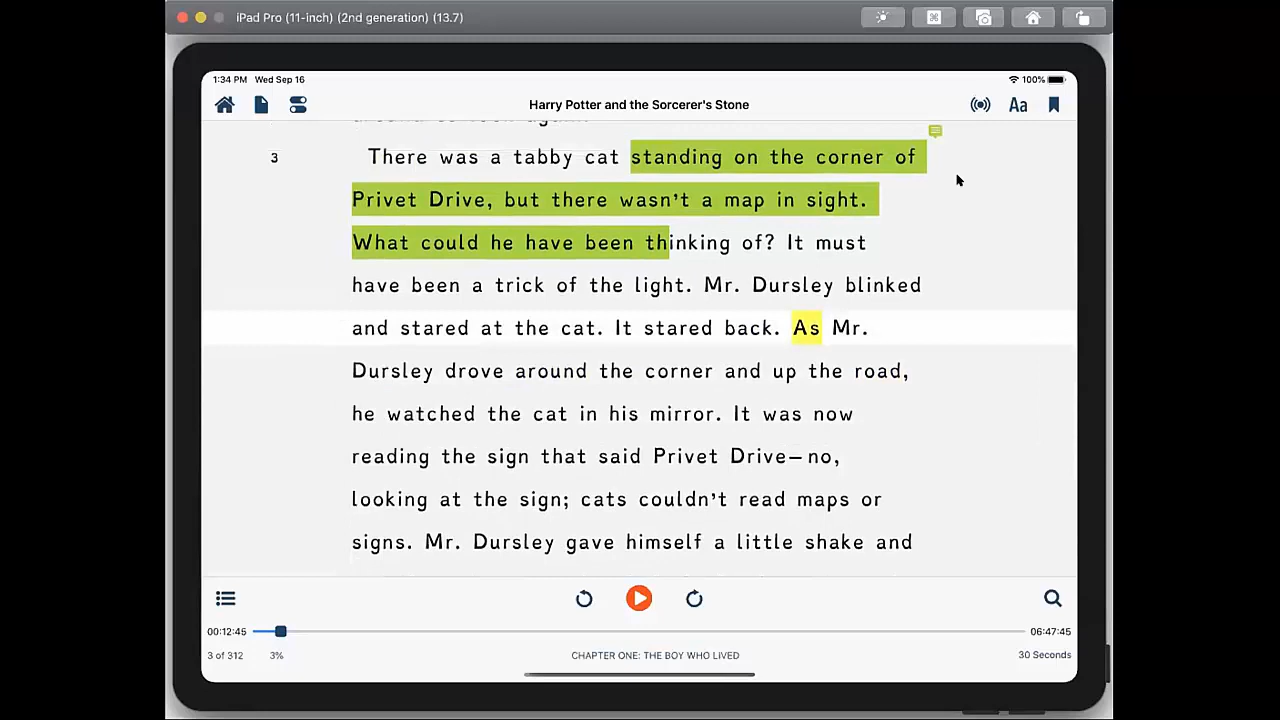 iPad Pro (11-inch) (2nd generation) (13.7)
1:34 PM Wed Sep 16
100%
Harry Potter and the Sorcerer's Stone
Aa
3
There was a tabby cat standing on the corner of
Privet Drive, but there wasn't a map in sight.
What could he have been thinking of? It must
have been a trick of the light. Mr. Dursley blinked
and stared at the cat. It stared back. As Mr.
Dursley drove around the corner and up the road,
he watched the cat in his mirror. It was now
reading the sign that said Privet Drive—no,
looking at the sign; cats couldn't read maps or
signs. Mr. Dursley gave himself a little shake and
00:12:45
06:47:45
3 of 312
3%
CHAPTER ONE: THE BOY WHO LIVED
30 Seconds